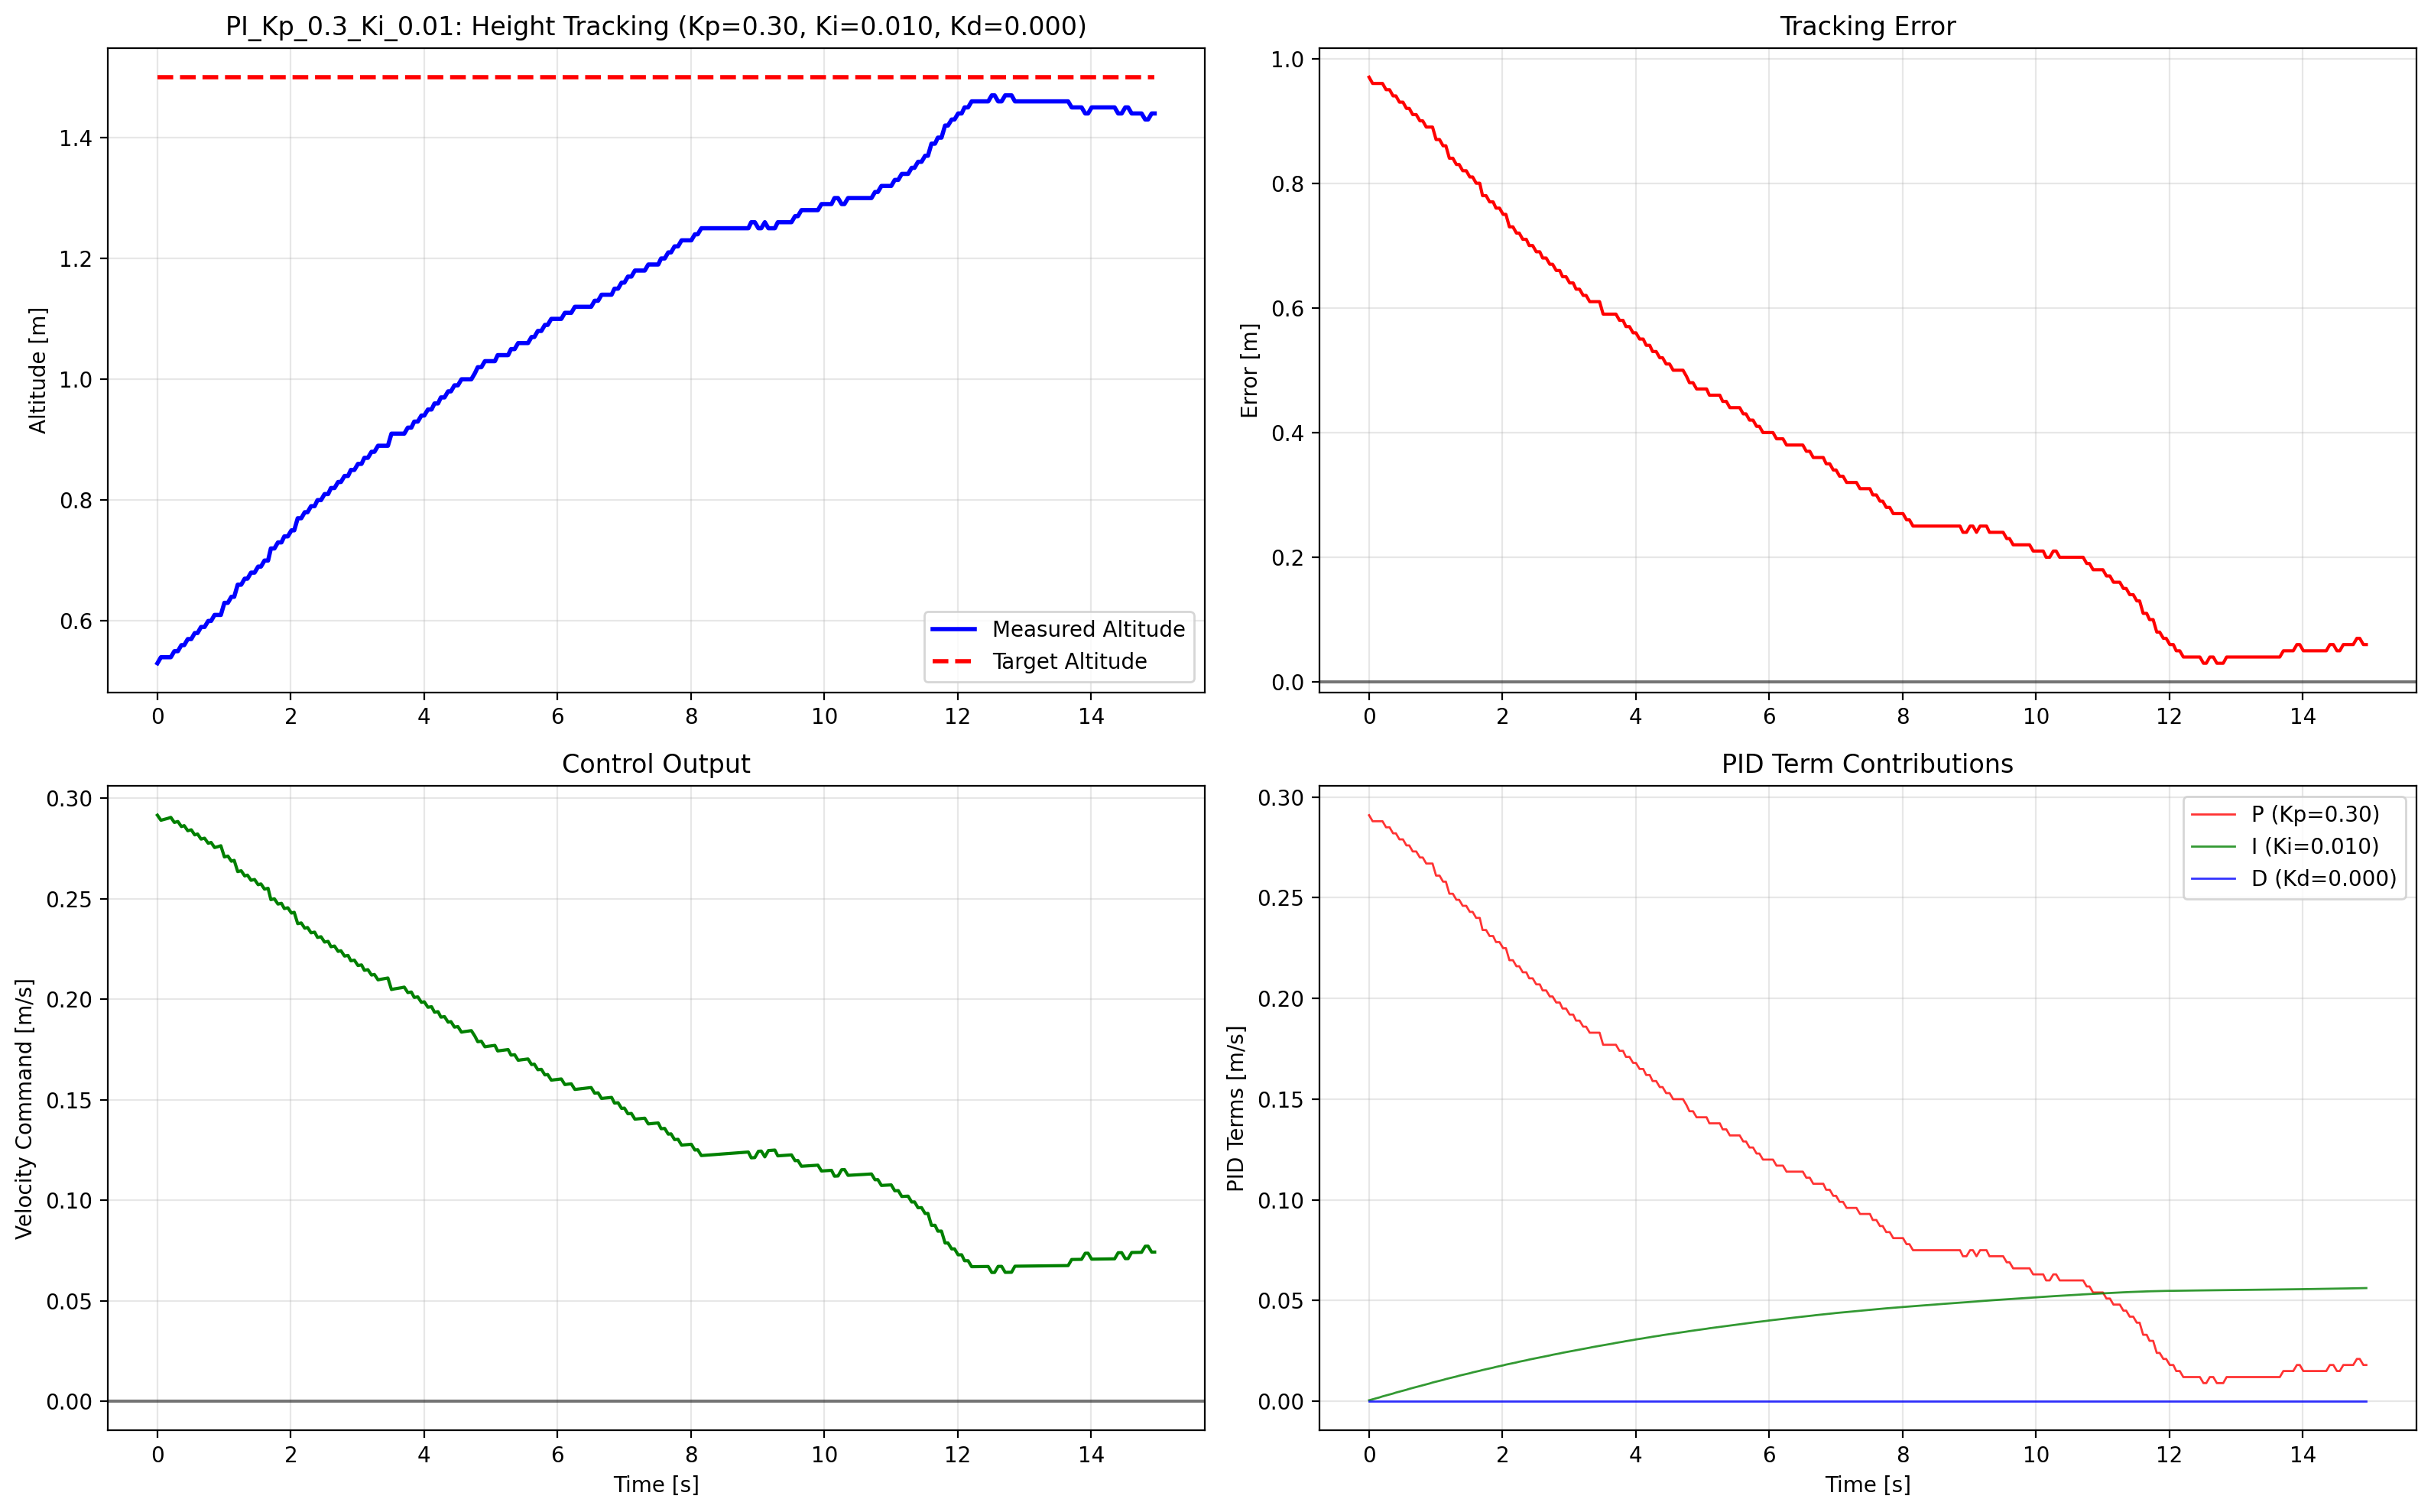 PI_Kp_0.3_Ki_0.01: Height Tracking (Kp=0.30, Ki=0.010, Kd=0.000)
Altitude [m]
1.4
1.2
1.0
0.8
0.6
Measured Altitude
Target Altitude
0 2 4 6 8 10 12 14
Tracking Error
Error [m]
1.0
0.8
0.6
0.4
0.2
0.0
0 2 4 6 8 10 12 14
Control Output
Velocity Command [m/s]
0.30
0.25
0.20
0.15
0.10
0.05
0.00
0 2 4 6 8 10 12 14
Time [s]
PID Term Contributions
PID Terms [m/s]
0.30
0.25
0.20
0.15
0.10
0.05
0.00
P (Kp=0.30)
I (Ki=0.010)
D (Kd=0.000)
0 2 4 6 8 10 12 14
Time [s]